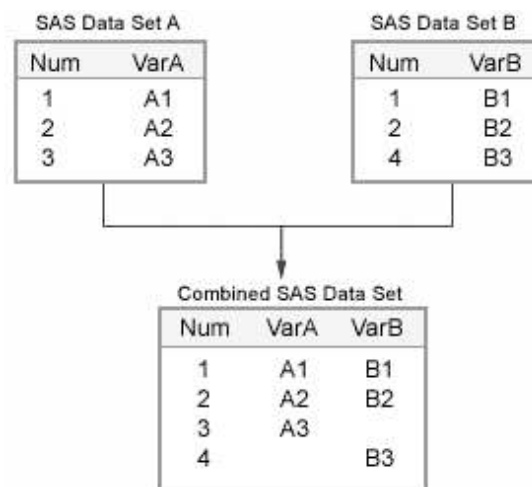 SAS Data Set A
Num VarA
1 A1
2 A2
3 A3
SAS Data Set B
Num VarB
1 B1
2 B2
4 B3
Combined SAS Data Set
Num VarA VarB
1 A1 B1
2 A2 B2
3 A3
4 B3